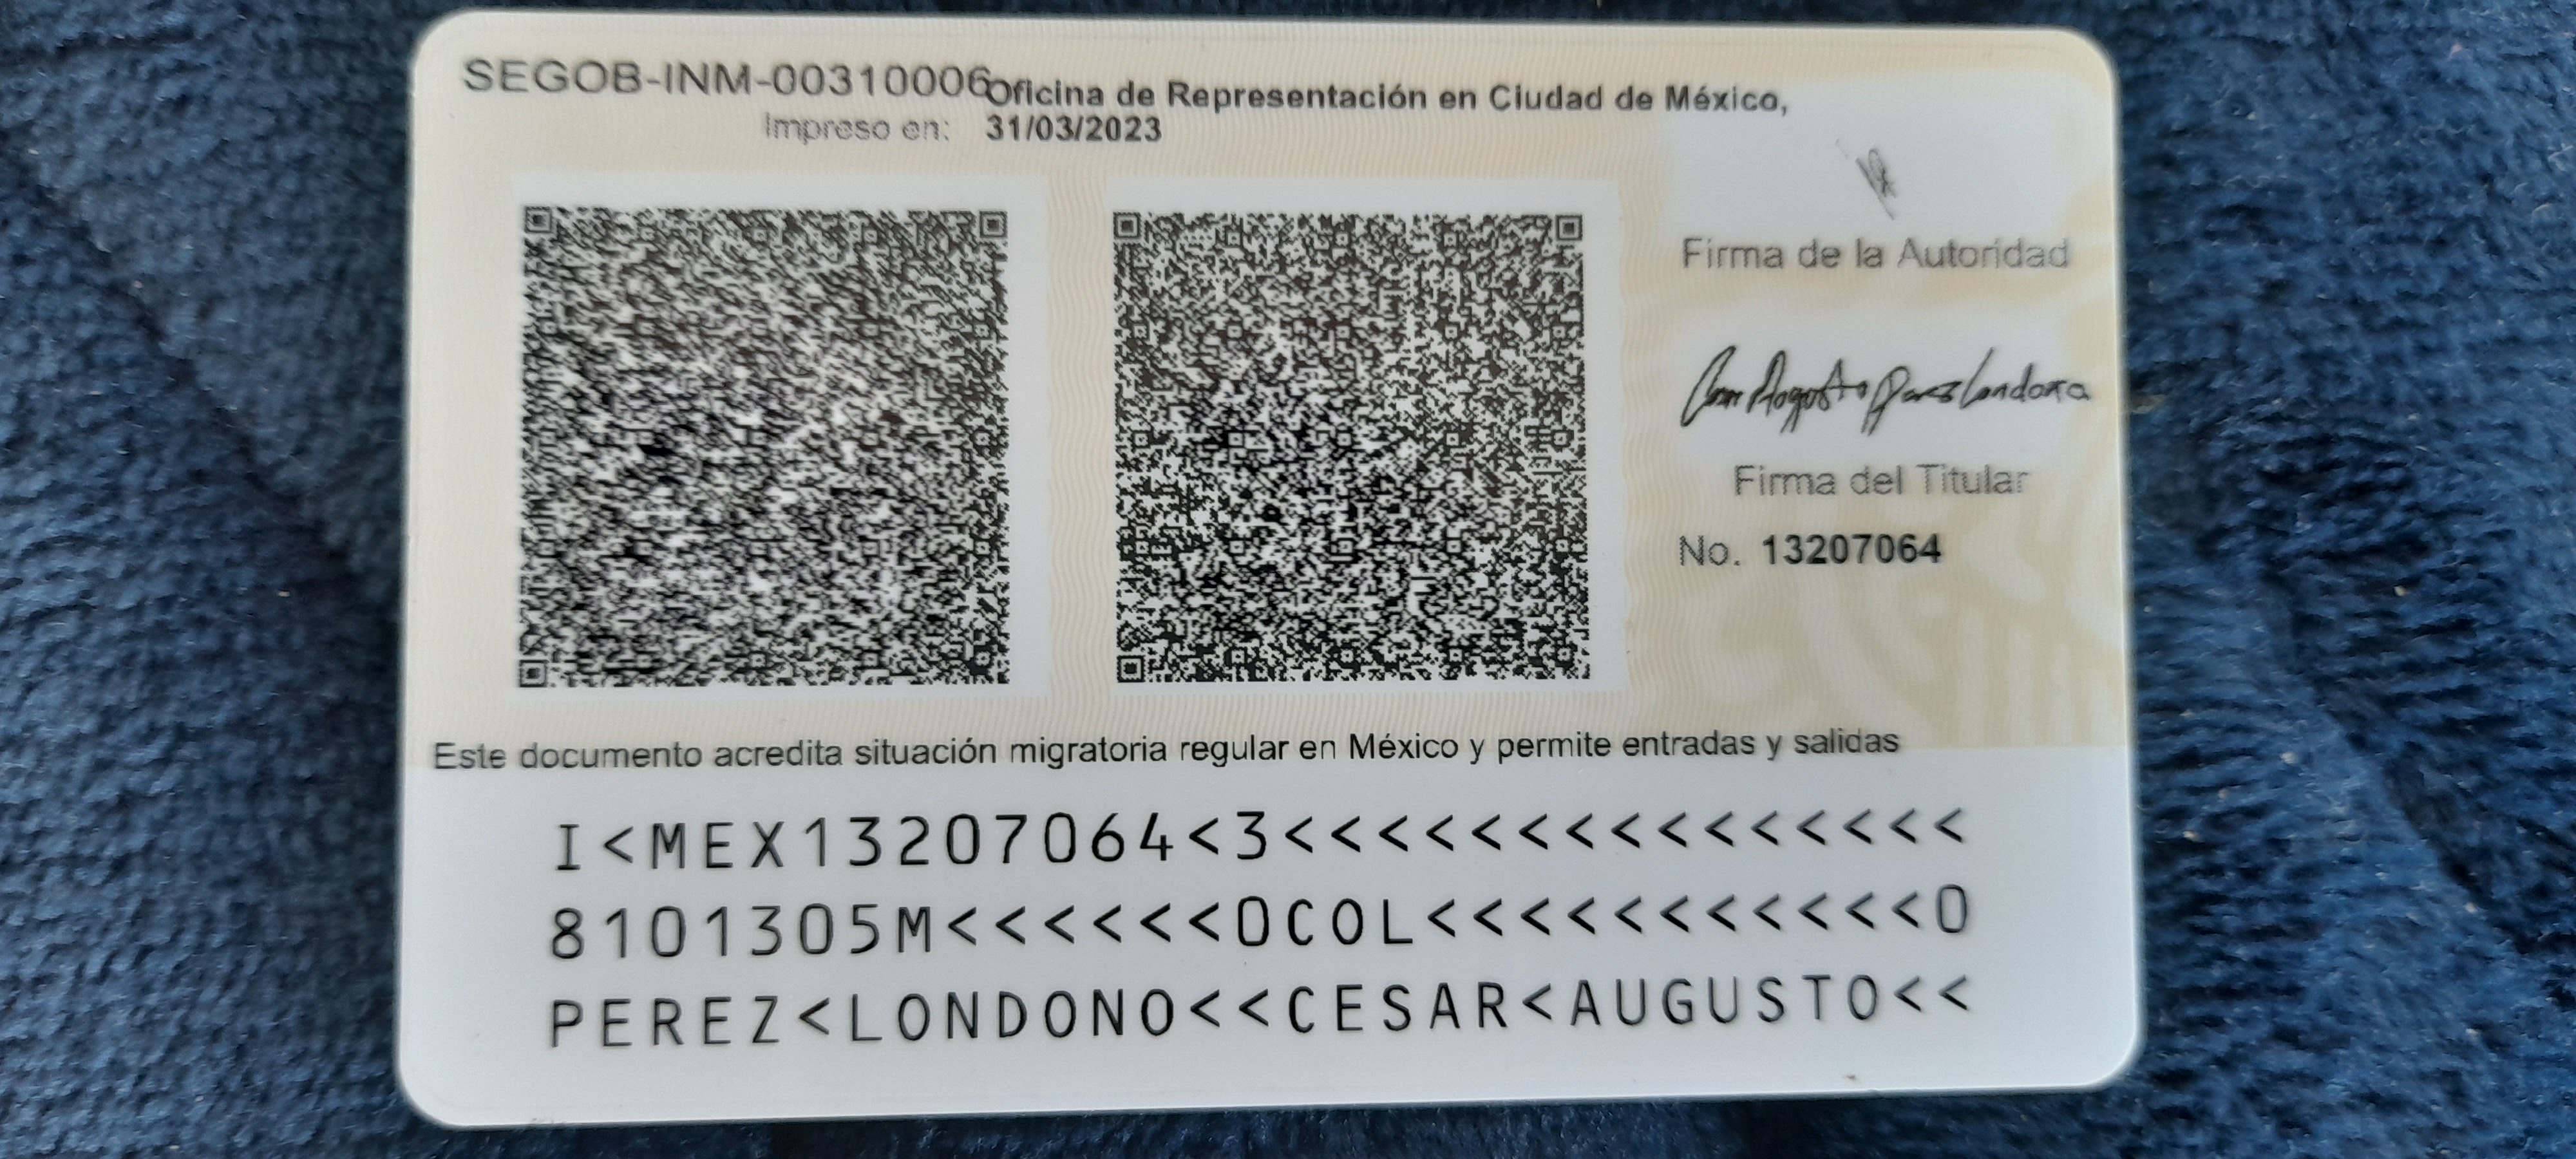 SEGOB-INM-00310006
Oficina de Representación en Ciudad de México,
Impreso en: 31/03/2023
Firma de la Autoridad
Firma del Titular
No. 13207064
Este documento acredita situación migratoria regular en México y permite entradas y salidas
I<MEX13207064<3<<<<<<<<<<<<<<<
8101305M<<<<<<0COL<<<<<<<<<<<0
PEREZ<LONDONO<<CESAR<AUGUSTO<<